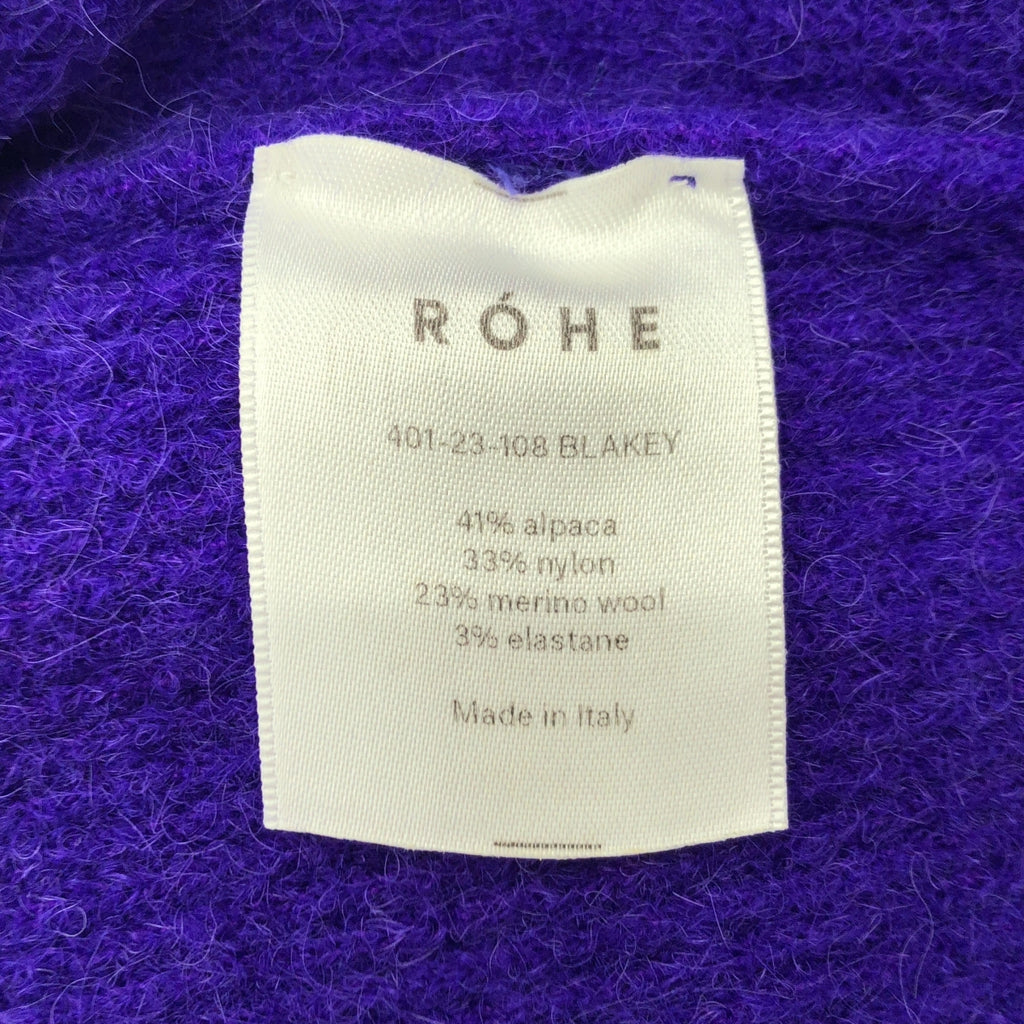 RÓHE
401-23-108 BLAKEY
41% alpaca
33% nylon
23% merino wool
3% elastane
Made in Italy